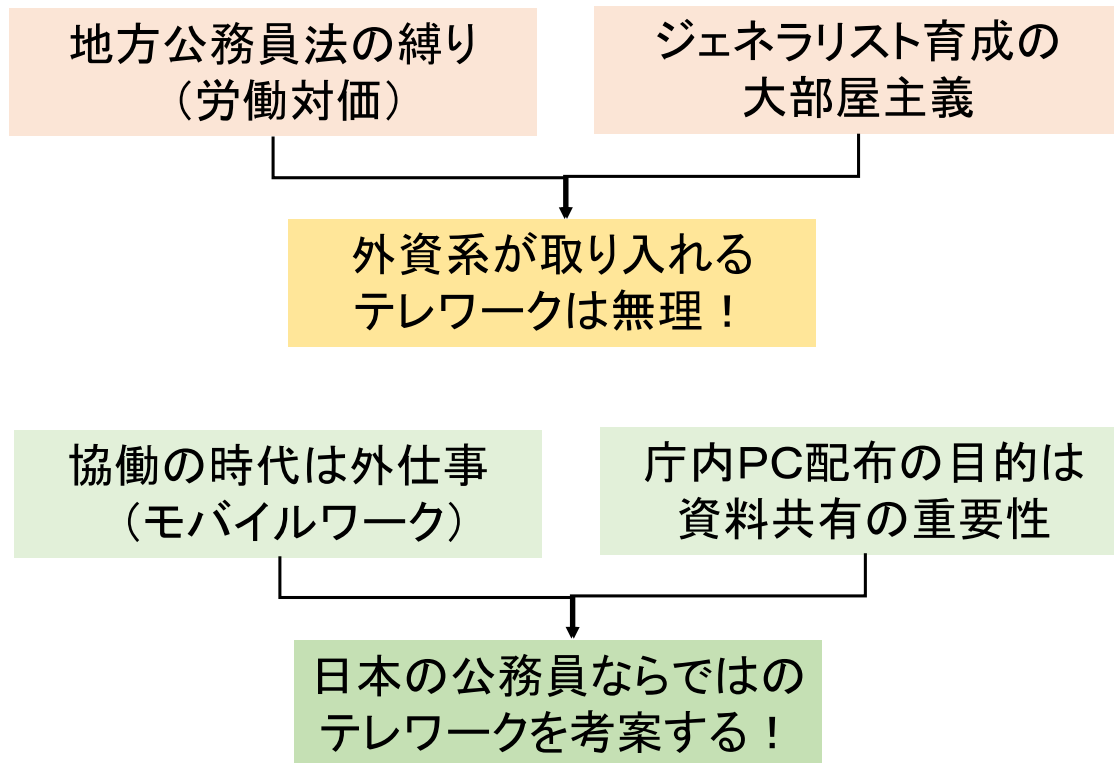 地方公務員法の縛り
（労働対価）
ジェネラリスト育成の
大部屋主義
外資系が取り入れる
テレワークは無理！
協働の時代は外仕事
（モバイルワーク）
庁内PC配布の目的は
資料共有の重要性
日本の公務員ならではの
テレワークを考案する！